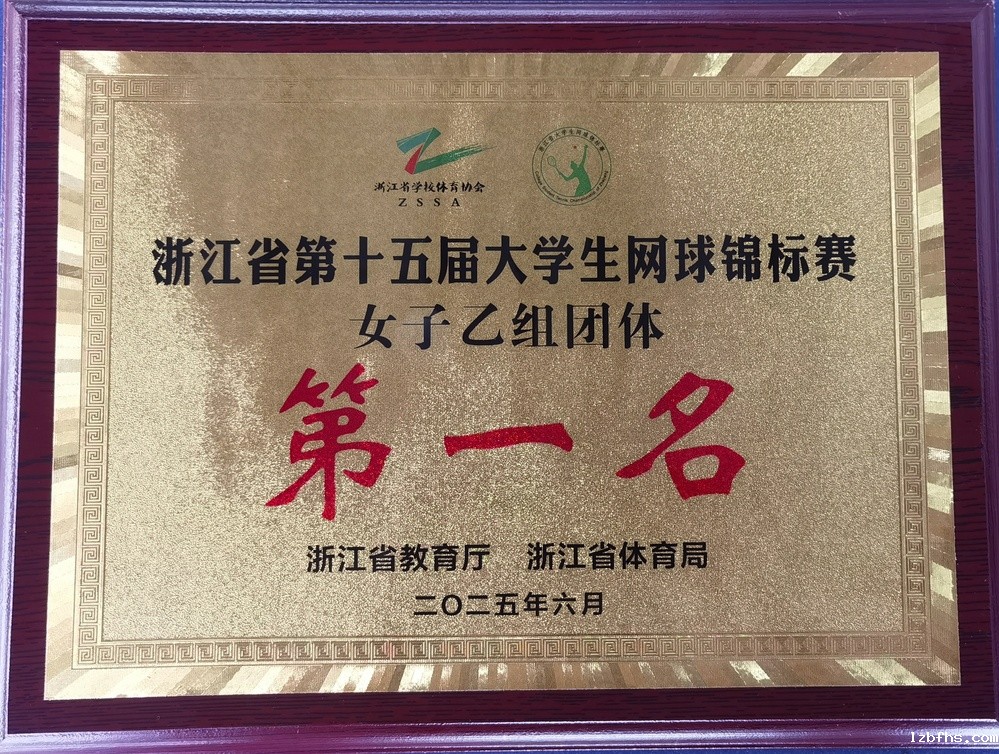 浙江省学校体育协会
ZSSA
浙江省第十五届大学生网球锦标赛
女子乙组团体
第一名
浙江省教育厅 浙江省体育局
二〇二五年六月
lzbfhs.com